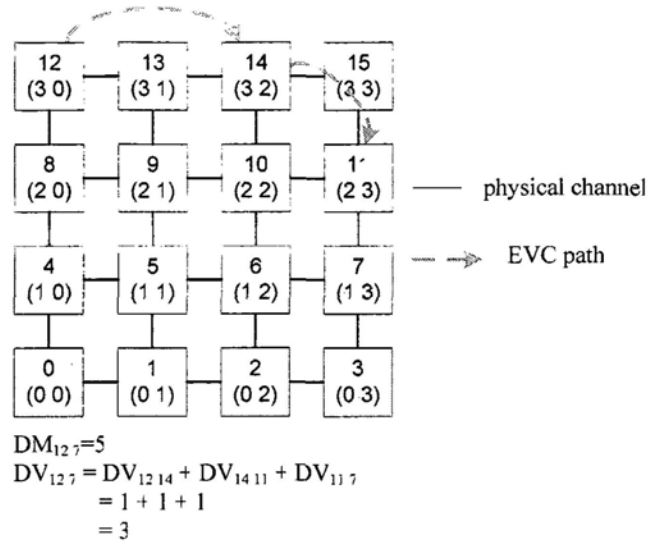 12 13 14 15
(3 0) (3 1) (3 2) (3 3)
8 9 10 1'
(2 0) (2 1) (2 2) (2 3)
physical channel
4 5 6 7
(1 0) (1 1) (1 2) (1 3)
EVC path
0 1 2 3
(0 0) (0 1) (0 2) (0 3)
DM12 7=5
DV12 7 = DV12 14 + DV14 11 + DV11 7
= 1 + 1 + 1
= 3